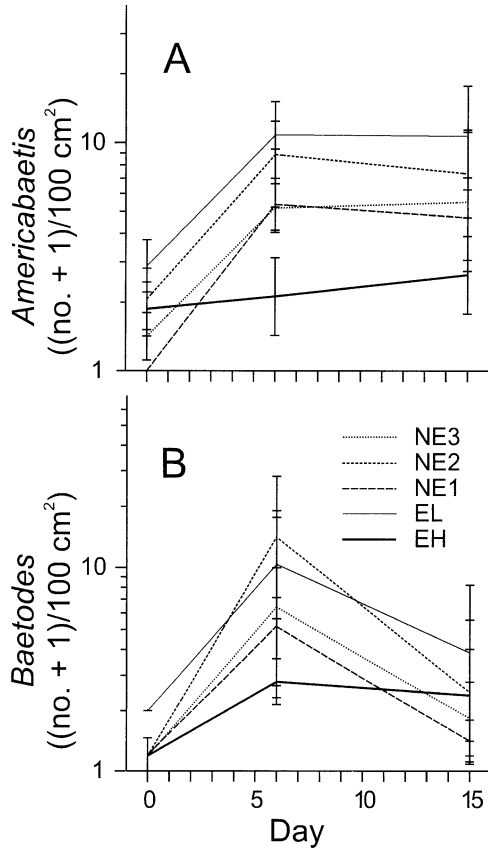 A
Americabaetis
((no. + 1)/100 cm²)
10
1
B
NE3
NE2
NE1
EL
EH
Baetodes
((no. + 1)/100 cm²)
10
1
0 5 10 15
Day